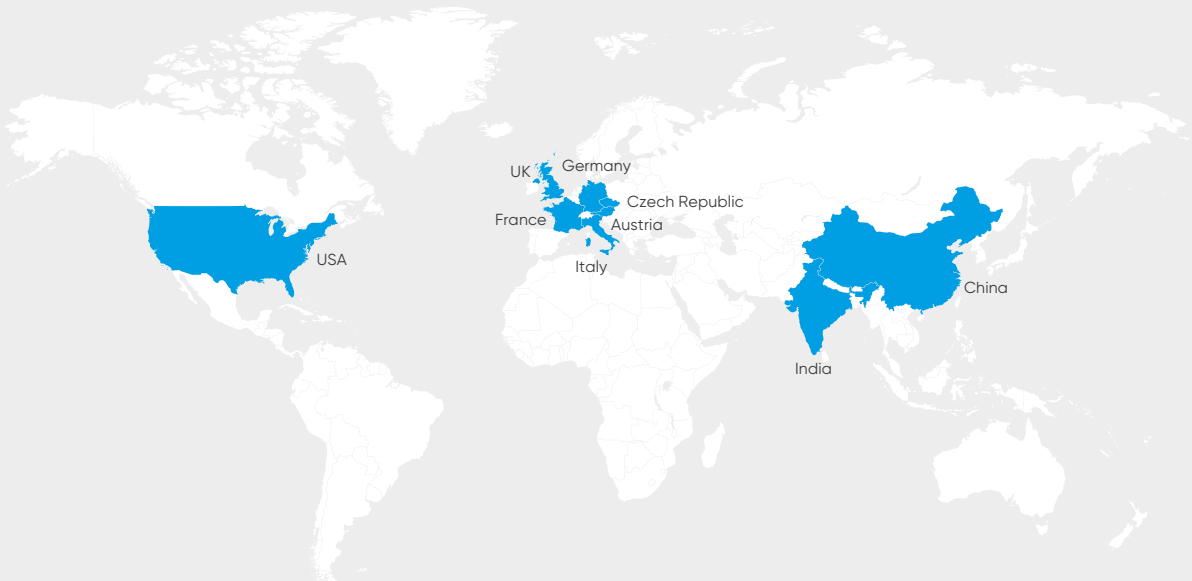 Germany
UK
Czech Republic
France
Austria
USA
Italy
China
India